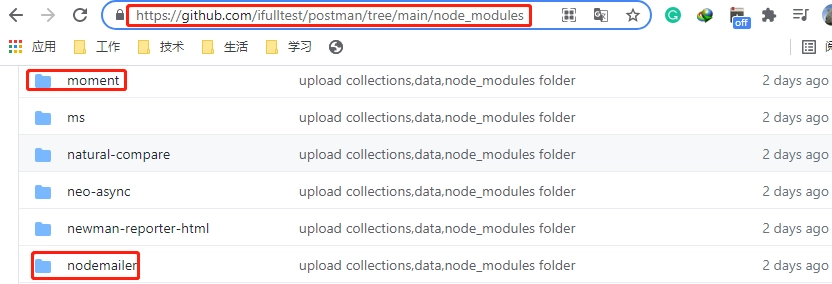 https://github.com/ifulltest/postman/tree/main/node_modules
off
应用 工作 技术 生活 学习
moment upload collections,data,node_modules folder 2 days ago
ms upload collections,data,node_modules folder 2 days ago
natural-compare upload collections,data,node_modules folder 2 days ago
neo-async upload collections,data,node_modules folder 2 days ago
newman-reporter-html upload collections,data,node_modules folder 2 days ago
nodemailer upload collections,data,node_modules folder 2 days ago